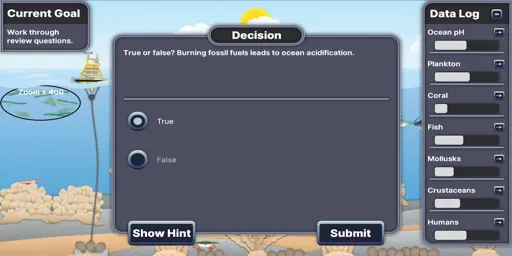 Current Goal
Work through
review questions.
Zoom x 400
Decision
True or false? Burning fossil fuels leads to ocean acidification.
True
False
Show Hint
Submit
Data Log
Ocean pH
Plankton
Coral
Fish
Mollusks
Crustaceans
Humans